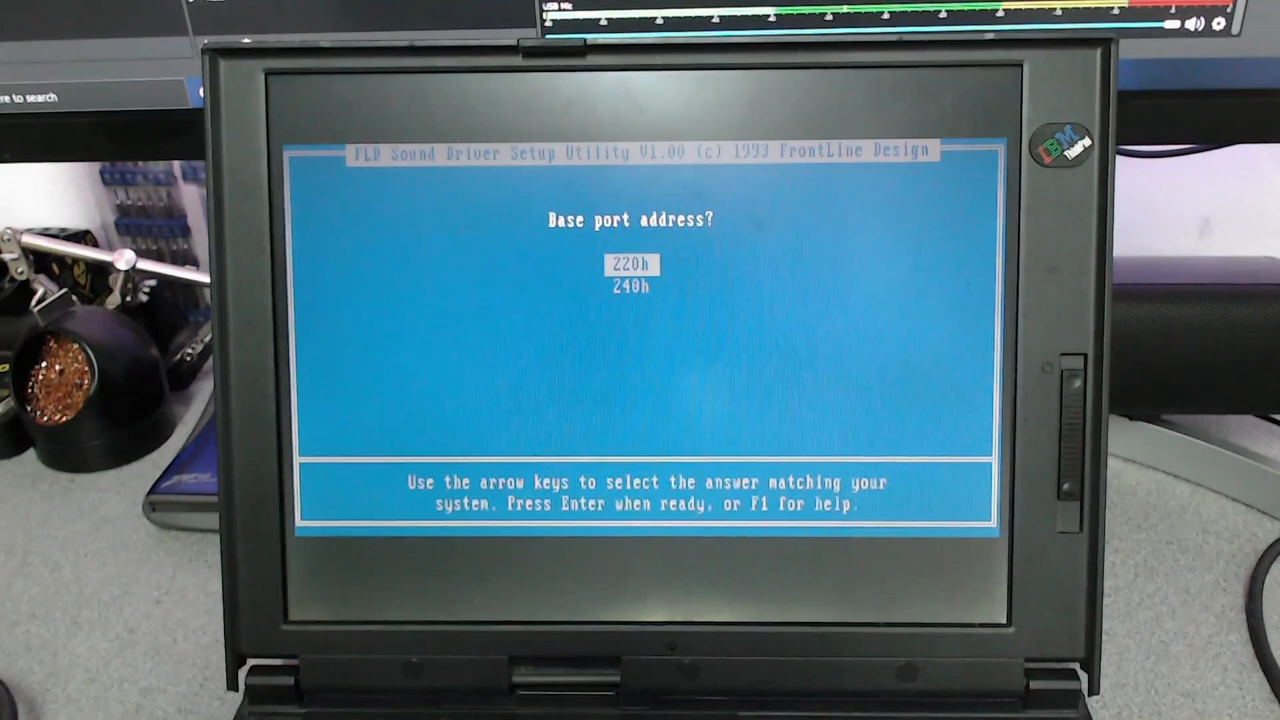 USB Mic
re to search
FLD Sound Driver Setup Utility V1.00 (c) 1993 FrontLine Design
IBM
ThinkPad
Base port address?
220h
240h
Use the arrow keys to select the answer matching your
system. Press Enter when ready, or F1 for help.